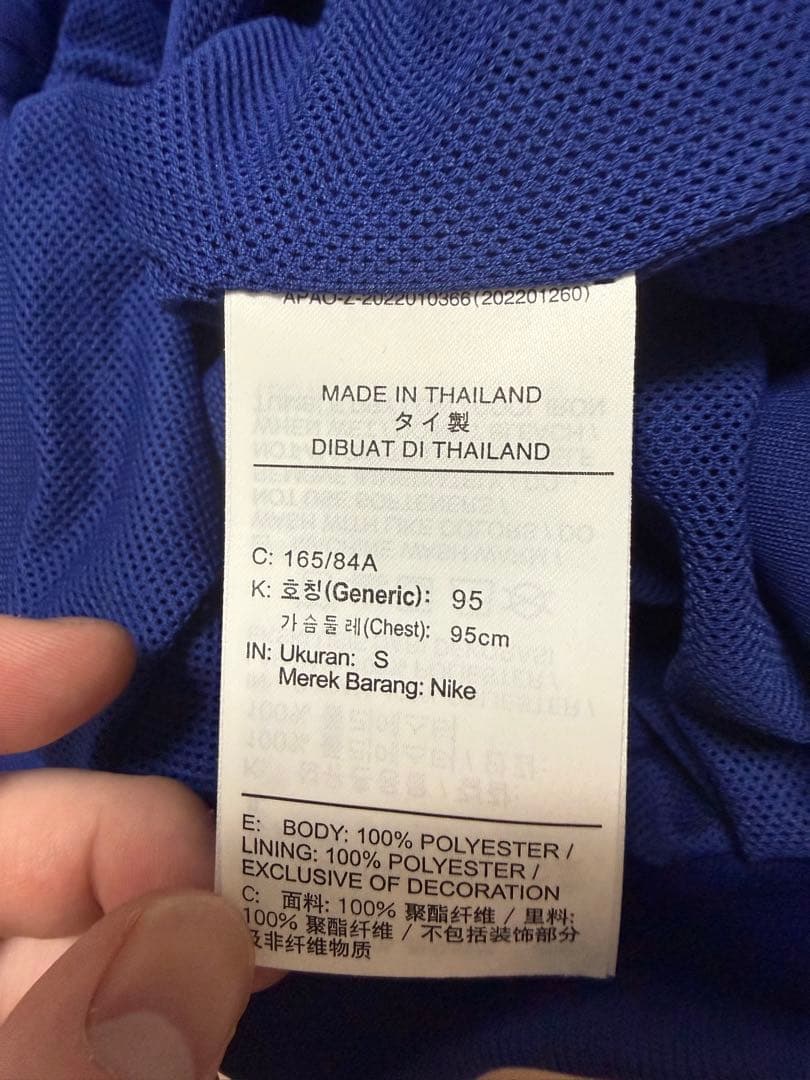 APAO-Z-2022010366(202201260)
MADE IN THAILAND
タイ製
DIBUAT DI THAILAND
C: 165/84A
K: 호칭(Generic): 95
가슴둘레(Chest): 95cm
IN: Ukuran: S
Merek Barang: Nike
E: BODY: 100% POLYESTER /
LINING: 100% POLYESTER /
EXCLUSIVE OF DECORATION
C: 面料: 100% 聚酯纤维 / 里料:
100% 聚酯纤维 / 不包括装饰部分
及非纤维物质